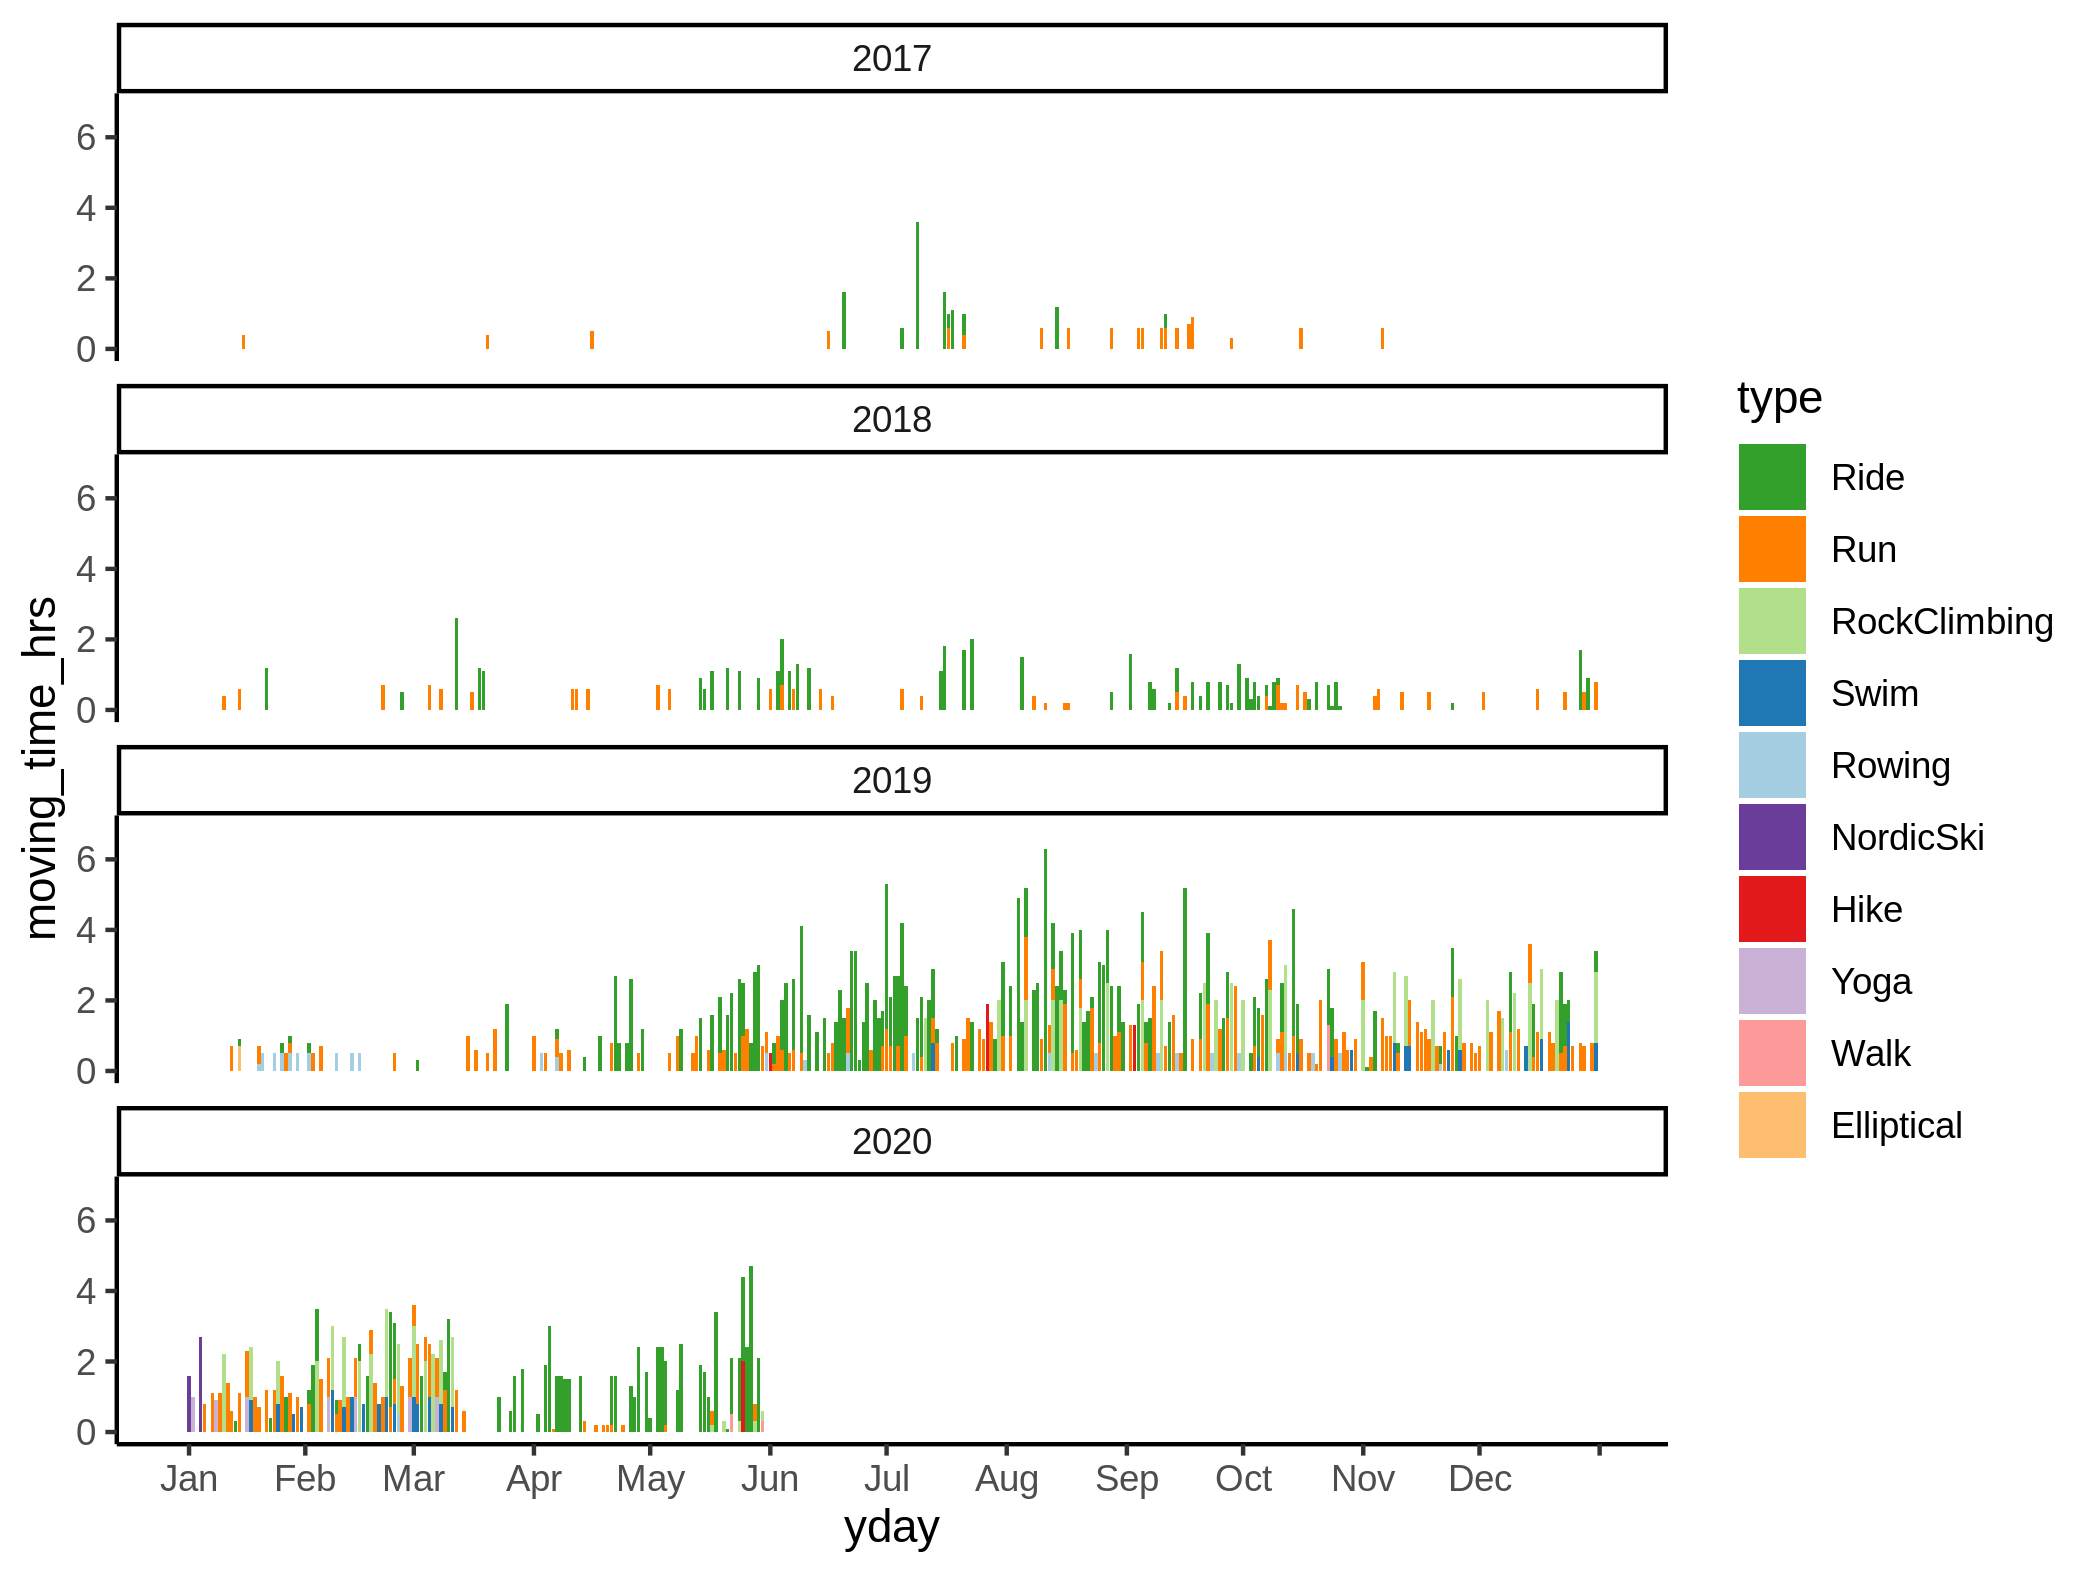 2017
6
4
2
0
2018
6
4
2
0
2019
6
4
2
0
2020
6
4
2
0
Jan Feb Mar Apr May Jun Jul Aug Sep Oct Nov Dec
yday
moving_time_hrs
type
Ride
Run
RockClimbing
Swim
Rowing
NordicSki
Hike
Yoga
Walk
Elliptical